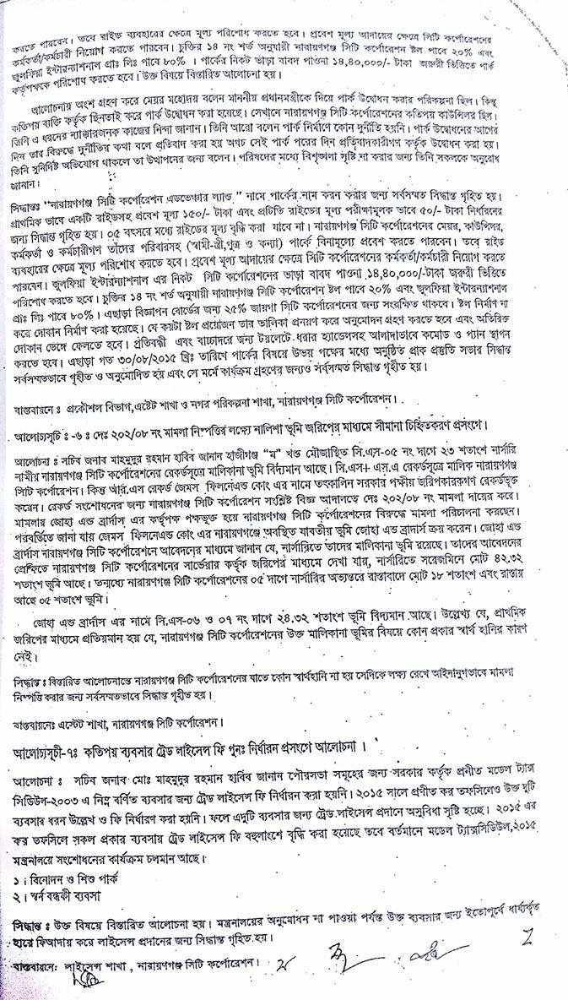 করতে পারবেন। তবে রাইড ব্যবহারের ক্ষেত্রে মূল্য পরিশোধ করতে হবে। প্রবেশ মূল্য আদায়ের ক্ষেত্রে সিটি কর্পোরেশনের
কর্মকর্তা/কর্মচারী নিয়োগ করতে পারবেন। চুক্তির ১৪ নং শর্ত অনুযায়ী নারায়ণগঞ্জ সিটি কর্পোরেশন ষ্টল পাবে ২০% এবং
জুলফিয়া ইন্টারন্যাশনাল প্রাঃ লিঃ পাবে ৮০% । পার্কের নিকট ভাড়া বাবদ পাওনা ১৪,৪০,০০০/- টাকা জরুরী ভিত্তিতে পার্ক
কর্তৃপক্ষকে পরিশোধ করতে হবে। উক্ত বিষয়ে বিস্তারিত আলোচনা হয়।
আলোচনায় অংশ গ্রহণ করে মেয়র মহোদয় বলেন মাননীয় প্রধানমন্ত্রীকে দিয়ে পার্ক উদ্বোধন করার পরিকল্পনা ছিল। কিন্তু
কতিপয় ব্যক্তি কর্তৃক ছিনতাই করে পার্ক উদ্বোধন করা হয়েছে। সেখানে নারায়ণগঞ্জ সিটি কর্পোরেশনের কতিপয় কাউন্সিলর ছিল।
তিনি এ ধরনের ন্যাক্কারজনক কাজের নিন্দা জানান। তিনি আরো বলেন পার্ক নির্মাণে কোন দুর্নীতি হয়নি। পার্ক উদ্বোধনের আগের
দিন তার বিরুদ্ধে দুর্নীতির কথা বলে প্রতিবাদ করা হয় অথচ সেই পার্ক পরের দিন প্রতিবাদকারীগণ কর্তৃক উদ্বোধন করা হয়।
তিনি সুনির্দিষ্ট অভিযোগ থাকলে তা উত্থাপনের জন্য বলেন। পরিষদের মধ্যে বিশৃঙ্খলা সৃষ্টি না করার জন্য তিনি সকলকে অনুরোধ
জানান।
সিদ্ধান্তঃ "নারায়ণগঞ্জ সিটি কর্পোরেশন এডভেঞ্চার ল্যান্ড " নামে পার্কের নাম করন করার জন্য সর্বসম্মত সিদ্ধান্ত গৃহিত হয়।
প্রাথমিক ভাবে একটি রাইডসহ প্রবেশ মূল্য ১৫০/- টাকা এবং প্রটিতি রাইডের মূল্য পরীক্ষামূলক ভাবে ৫০/- টাকা নির্ধারনের
জন্য সিদ্ধান্ত গৃহিত হয়। ০৫ বৎসরে মধ্যে রাইডের মূল্য বৃদ্ধি করা যাবে না। নারায়ণগঞ্জ সিটি কর্পোরেশনের মেয়র, কাউন্সিলর,
কর্মকর্তা ও কর্মচারীগণ তাঁদের পরিবারসহ (স্বামী-স্ত্রী,পুত্র ও কন্যা) পার্কে বিনামূল্যে প্রবেশ করতে পারবেন। তবে রাইড
ব্যবহারের ক্ষেত্রে মূল্য পরিশোধ করতে হবে। প্রবেশ মূল্য আদায়ের ক্ষেত্রে সিটি কর্পোরেশনের কর্মকর্তা/কর্মচারী নিয়োগ করতে
পারবেন। জুলফিয়া ইন্টারন্যাশনাল এর নিকট সিটি কর্পোরেশনের ভাড়া বাবদ পাওনা ১৪,৪০,০০০/-টাকা জরুরী ভিত্তিতে
পরিশোধ করতে হবে। চুক্তির ১৪ নং শর্ত অনুযায়ী নারায়ণগঞ্জ সিটি কর্পোরেশন ষ্টল পাবে ২০% এবং জুলফিয়া ইন্টারন্যাশনাল
প্রাঃ লিঃ পাবে ৮০%। এছাড়া বিজ্ঞাপন বোর্ডের জন্য ২৫% জায়গা সিটি কর্পোরেশনের জন্য সংরক্ষিত থাকবে। ষ্টল নির্মাণ না
করে দোকান নির্মাণ করা হয়েছে। যে কয়টা ষ্টল প্রয়োজন তার তালিকা প্রনয়ণ করে অনুমোদন গ্রহণ করতে হবে এবং অতিরিক্ত
দোকান ভেঙ্গে ফেলতে হবে। প্রতিবন্ধী এবং বাচ্চাদের জন্য টয়লেটে ধরার হ্যান্ডেলসহ আলাদাভাবে কমোড ও প্যান স্থাপন
করতে হবে। এছাড়া গত ৩০/০৮/২০১৫ খ্রিঃ তারিখে পার্কের বিষয়ে উভয় পক্ষের মধ্যে অনুষ্ঠিত প্রাক প্রস্তুতি সভার সিদ্ধান্ত
সর্বসম্মতভাবে গৃহীত ও অনুমোদিত হয় এবং সে মর্মে কার্যক্রম গ্রহণের জন্যও সর্বসম্মত সিদ্ধান্ত গৃহীত হয়।
বাস্তবায়নে ঃ প্রকৌশল বিভাগ,এষ্টেট শাখা ও নগর পরিকল্পনা শাখা, নারায়ণগঞ্জ সিটি কর্পোরেশন।
আলোচ্যসূচি ঃ -৬ ঃ দেঃ ২০২/০৮ নং মামলা নিষ্পত্তির লক্ষ্যে নালিশা ভূমি জরিপের মাধ্যমে সীমানা চিহ্নিতকরণ প্রসংগে।
আলোচনা ঃ সচিব জনাব মাহমুদুর রহমান হাবিব জানান হাজীগঞ্জ "ম" খন্ড মৌজাস্থিত সি.এস-০৫ নং দাগে ২৩ শতাংশ নার্সারি
নামীয় নারায়ণগঞ্জ সিটি কর্পোরেশনের রেকর্ডসূত্রে মালিকানা ভূমি বিদ্যমান আছে। সি.এস+ এস.এ রেকর্ডসূত্রে মালিক নারায়ণগঞ্জ
সিটি কর্পোরেশন। কিন্তু আর.এস রেকর্ড জেমস ফিলনেএন্ড কোং এর নামে তৎকালিন সরকার পক্ষীয় জরিপকারকগণ রেকর্ডভূক্ত
করেন। রেকর্ড সংশোধনের জন্য নারায়ণগঞ্জ সিটি কর্পোরেশন সংশ্লিষ্ট বিজ্ঞ আদালতে দেঃ ২০২/০৮ নং মামলা দায়ের করে।
মামলায় জোহা এন্ড ব্রার্দাস এর কর্তৃপক্ষ পক্ষভূক্ত হয়ে নারায়ণগঞ্জ সিটি কর্পোরেশনের বিরুদ্ধে মামলা পরিচালনা করছেন।
পরবর্তিতে জানা যায় জেমস ফিলনেএন্ড কোং এর নারায়ণগঞ্জে অবস্থিত যাবতীয় ভূমি জোহা এন্ড ব্রাদার্স ক্রয় করেন। জোহা এন্ড
ব্রার্দাস নারায়ণগঞ্জ সিটি কর্পোরেশনে আবেদনের মাধ্যমে জানান যে, নার্সারিতে তাদের মালিকানা ভূমি রয়েছে। তাদের আবেদনের
প্রেক্ষিতে নারায়ণগঞ্জ সিটি কর্পোরেশনের সার্ভেয়ার কর্তৃক জরিপের মাধ্যমে দেখা যায়, নার্সারিতে সরেজমিনে মোট ৪২.৩২
শতাংশ ভূমি আছে। তন্মধ্যে নারায়ণগঞ্জ সিটি কর্পোরেশনের ০৫ দাগে নার্সারির অভ্যন্তরে রাস্তাবাদে মোট ১৮ শতাংশ এবং রাস্তায়
আছে ০৫ শতাংশ ভূমি।
জোহা এন্ড ব্রার্দাস এর নামে সি.এস-০৬ ও ০৭ নং দাগে ২৪.৩২ শতাংশ ভূমি বিদ্যমান আছে। উল্লেখ্য যে, প্রাথমিক
জরিপের মাধ্যমে প্রতিয়মান হয় যে, নারায়ণগঞ্জ সিটি কর্পোরেশনের উক্ত মালিকানা ভূমির বিষয়ে কোন প্রকার স্বার্থ হানির কারণ
নেই।
সিদ্ধান্ত ঃ বিস্তারিত আলোচনান্তে নারায়ণগঞ্জ সিটি কর্পোরেশনের যাতে কোন স্বার্থহানি না হয় সেদিকে লক্ষ্য রেখে আইনানুগভাবে মামলা
নিষ্পত্তি করার জন্য সর্বসম্মতভাবে সিদ্ধান্ত গৃহীত হয়।
বাস্তবায়নেঃ এস্টেট শাখা, নারায়ণগঞ্জ সিটি কর্পোরেশন।
আলোচ্যসূচী-৭ঃ কতিপয় ব্যবসার ট্রেড লাইসেন্স ফি পুনঃ নির্ধারন প্রসংগে আলোচনা ।
আলোচনা ঃ সচিব জনাব মোঃ মাহমুদুর রহমান হাবিব জানান পৌরসভা সমূহের জন্য সরকার কর্তৃক প্রনীত মডেল ট্যাক্স
সিডিউল-২০০৩ এ নিম্ন বর্ণিত ব্যবসার জন্য ট্রেড লাইসেন্স ফি নির্ধারন করা হয়নি। ২০১৫ সালে প্রণীত কর তফসিলেও উক্ত দুটি
ব্যবসার ধরন উল্লেখ ও ফি নির্ধারণ করা হয়নি। ফলে এদুটি ব্যবসার জন্য ট্রেড লাইসেন্স প্রদানে অসুবিধা সৃষ্টি হচ্ছে। ২০১৫ এর
কর তফসিলে সকল প্রকার ব্যবসায় ট্রেড লাইসেন্স ফি বহুলাংশে বৃদ্ধি করা হয়েছে তবে বর্তমানে মডেল ট্যাক্সসিডিউল,২০১৫
মন্ত্রনালয়ে সংশোধনের কার্যক্রম চলমান আছে।
১। বিনোদন ও শিশু পার্ক
২। স্বর্ন বন্ধকী ব্যবসা
সিদ্ধান্ত ঃ উক্ত বিষয়ে বিস্তারিত আলোচনা হয়। মন্ত্রনালয়ের অনুমোধন না পাওয়া পর্যন্ত উক্ত ব্যবসার জন্য ইতোপূর্বে ধার্য্যকৃত
হারে ফিআদায় করে লাইসেন্স প্রদানের জন্য সিদ্ধান্ত গৃহিত হয়।
বাস্তবায়নেঃ লাইসেন্স শাখা , নারায়ণগঞ্জ সিটি কর্পোরেশন।